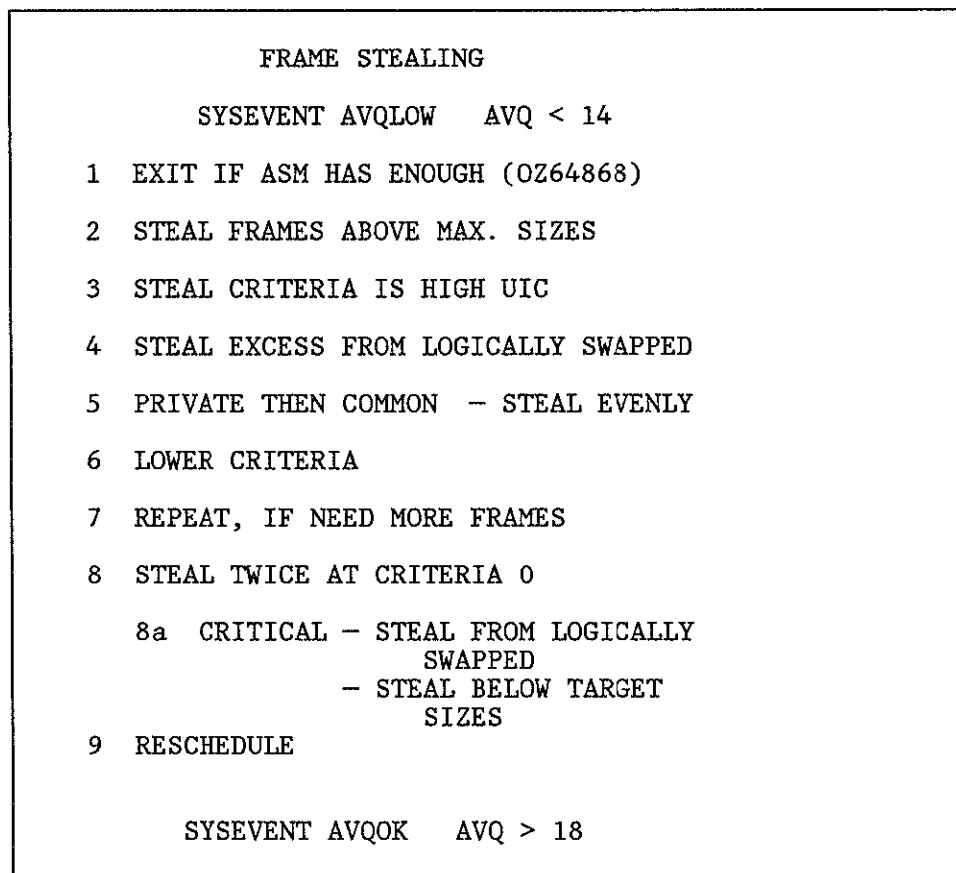 FRAME STEALING
SYSEVENT AVQLOW AVQ < 14
1 EXIT IF ASM HAS ENOUGH (OZ64868)
2 STEAL FRAMES ABOVE MAX. SIZES
3 STEAL CRITERIA IS HIGH UIC
4 STEAL EXCESS FROM LOGICALLY SWAPPED
5 PRIVATE THEN COMMON — STEAL EVENLY
6 LOWER CRITERIA
7 REPEAT, IF NEED MORE FRAMES
8 STEAL TWICE AT CRITERIA 0
8a CRITICAL — STEAL FROM LOGICALLY
SWAPPED
— STEAL BELOW TARGET
SIZES
9 RESCHEDULE
SYSEVENT AVQOK AVQ > 18